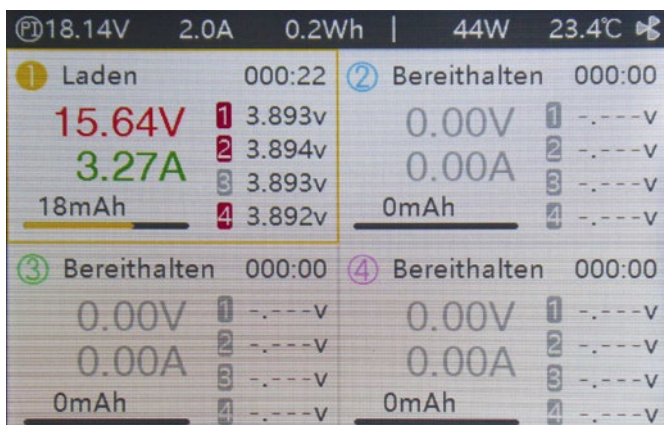 PD 18.14V 2.0A 0.2Wh | 44W 23.4℃
1 Laden 000:22
15.64V
3.27A
18mAh
1 3.893v
2 3.894v
3 3.893v
4 3.892v
2 Bereithalten 000:00
0.00V
0.00A
0mAh
1 -.---v
2 -.---v
3 -.---v
4 -.---v
3 Bereithalten 000:00
0.00V
0.00A
0mAh
1 -.---v
2 -.---v
3 -.---v
4 -.---v
4 Bereithalten 000:00
0.00V
0.00A
0mAh
1 -.---v
2 -.---v
3 -.---v
4 -.---v